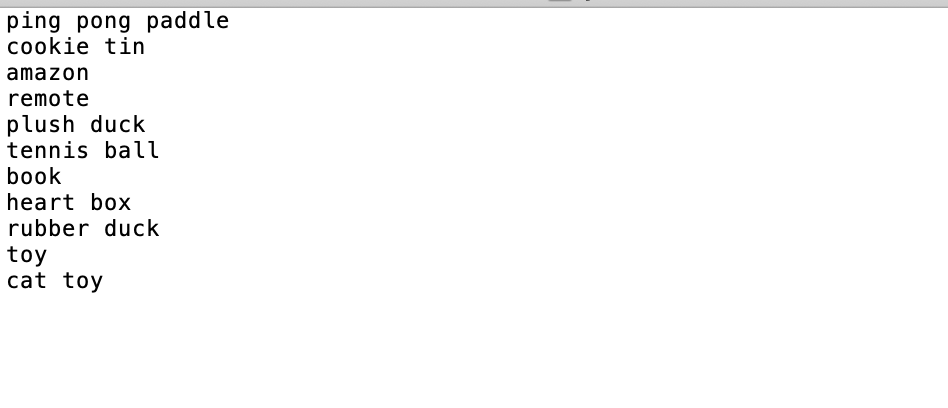 ping pong paddle
cookie tin
amazon
remote
plush duck
tennis ball
book
heart box
rubber duck
toy
cat toy